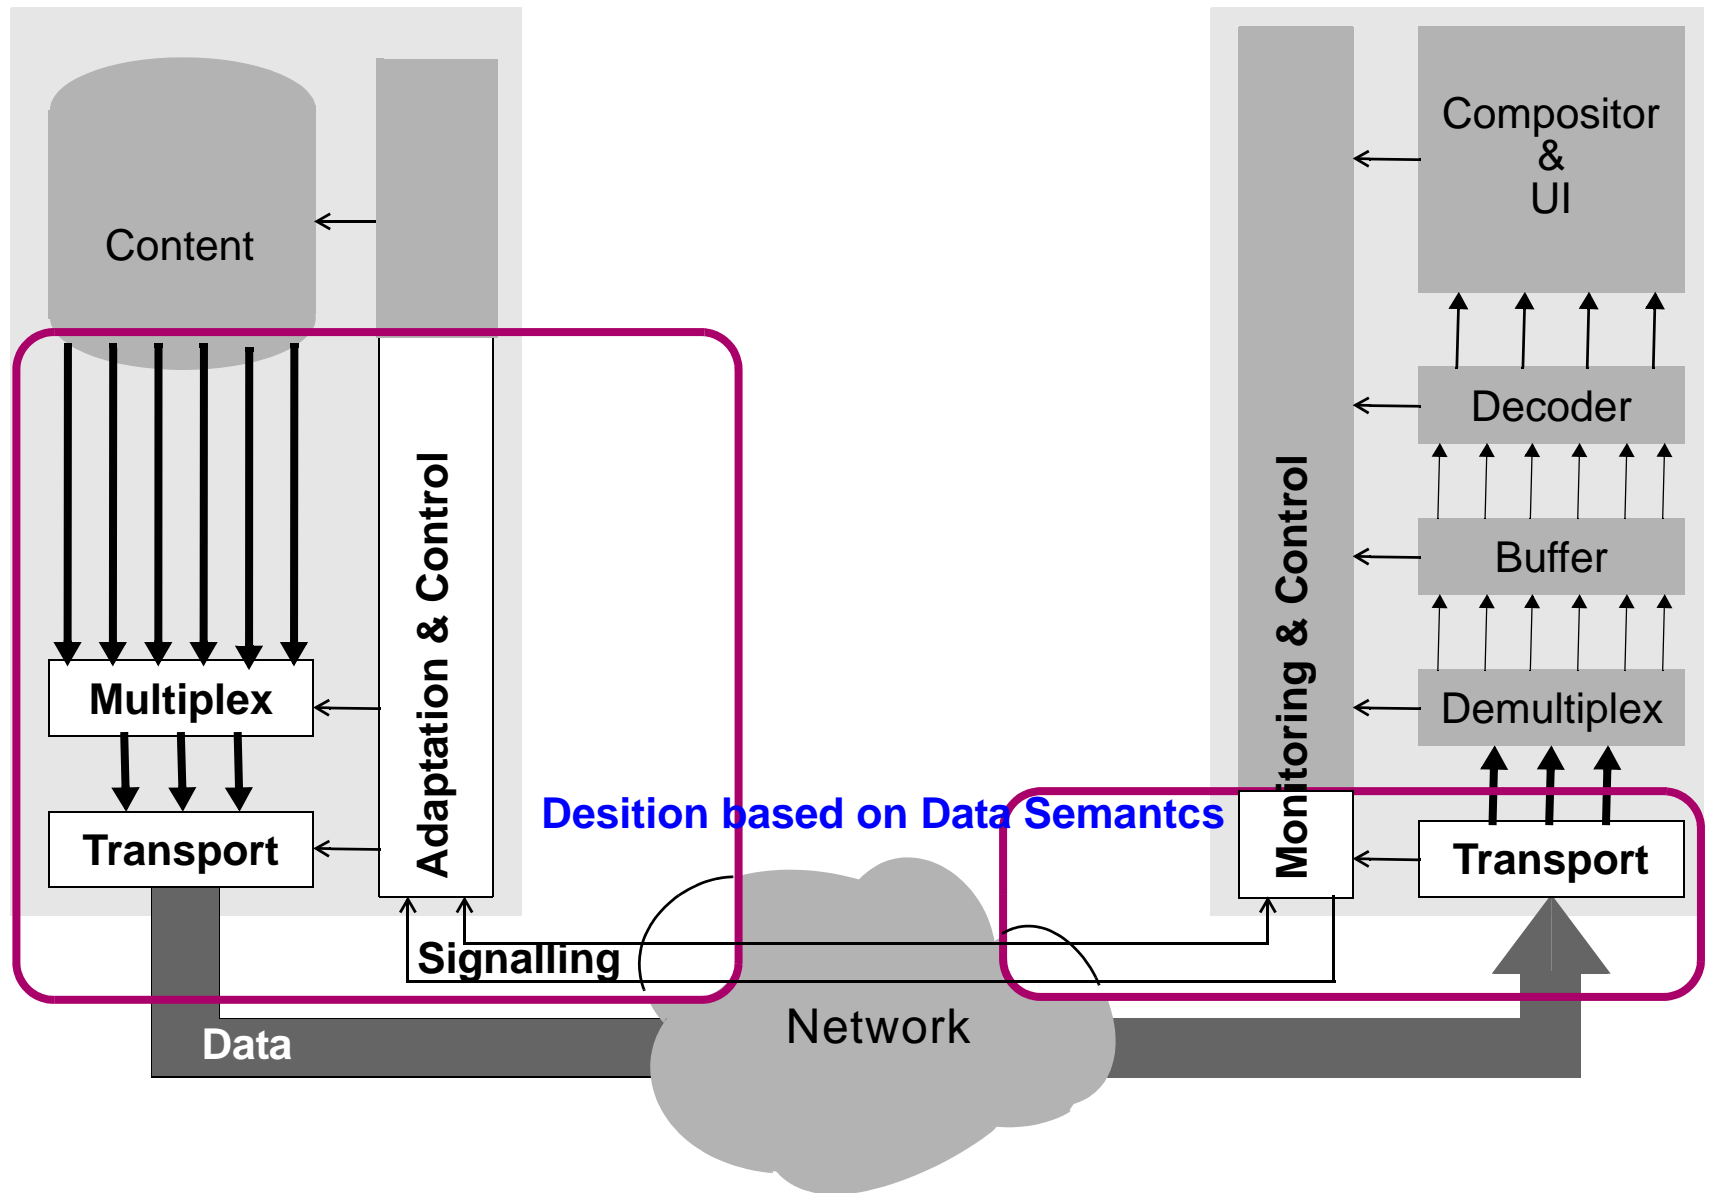 Content
Multiplex
Transport
Adaptation & Control
Desition based on Data Semantcs
Signalling
Data
Network
Monitoring & Control
Compositor
&
UI
Decoder
Buffer
Demultiplex
Transport